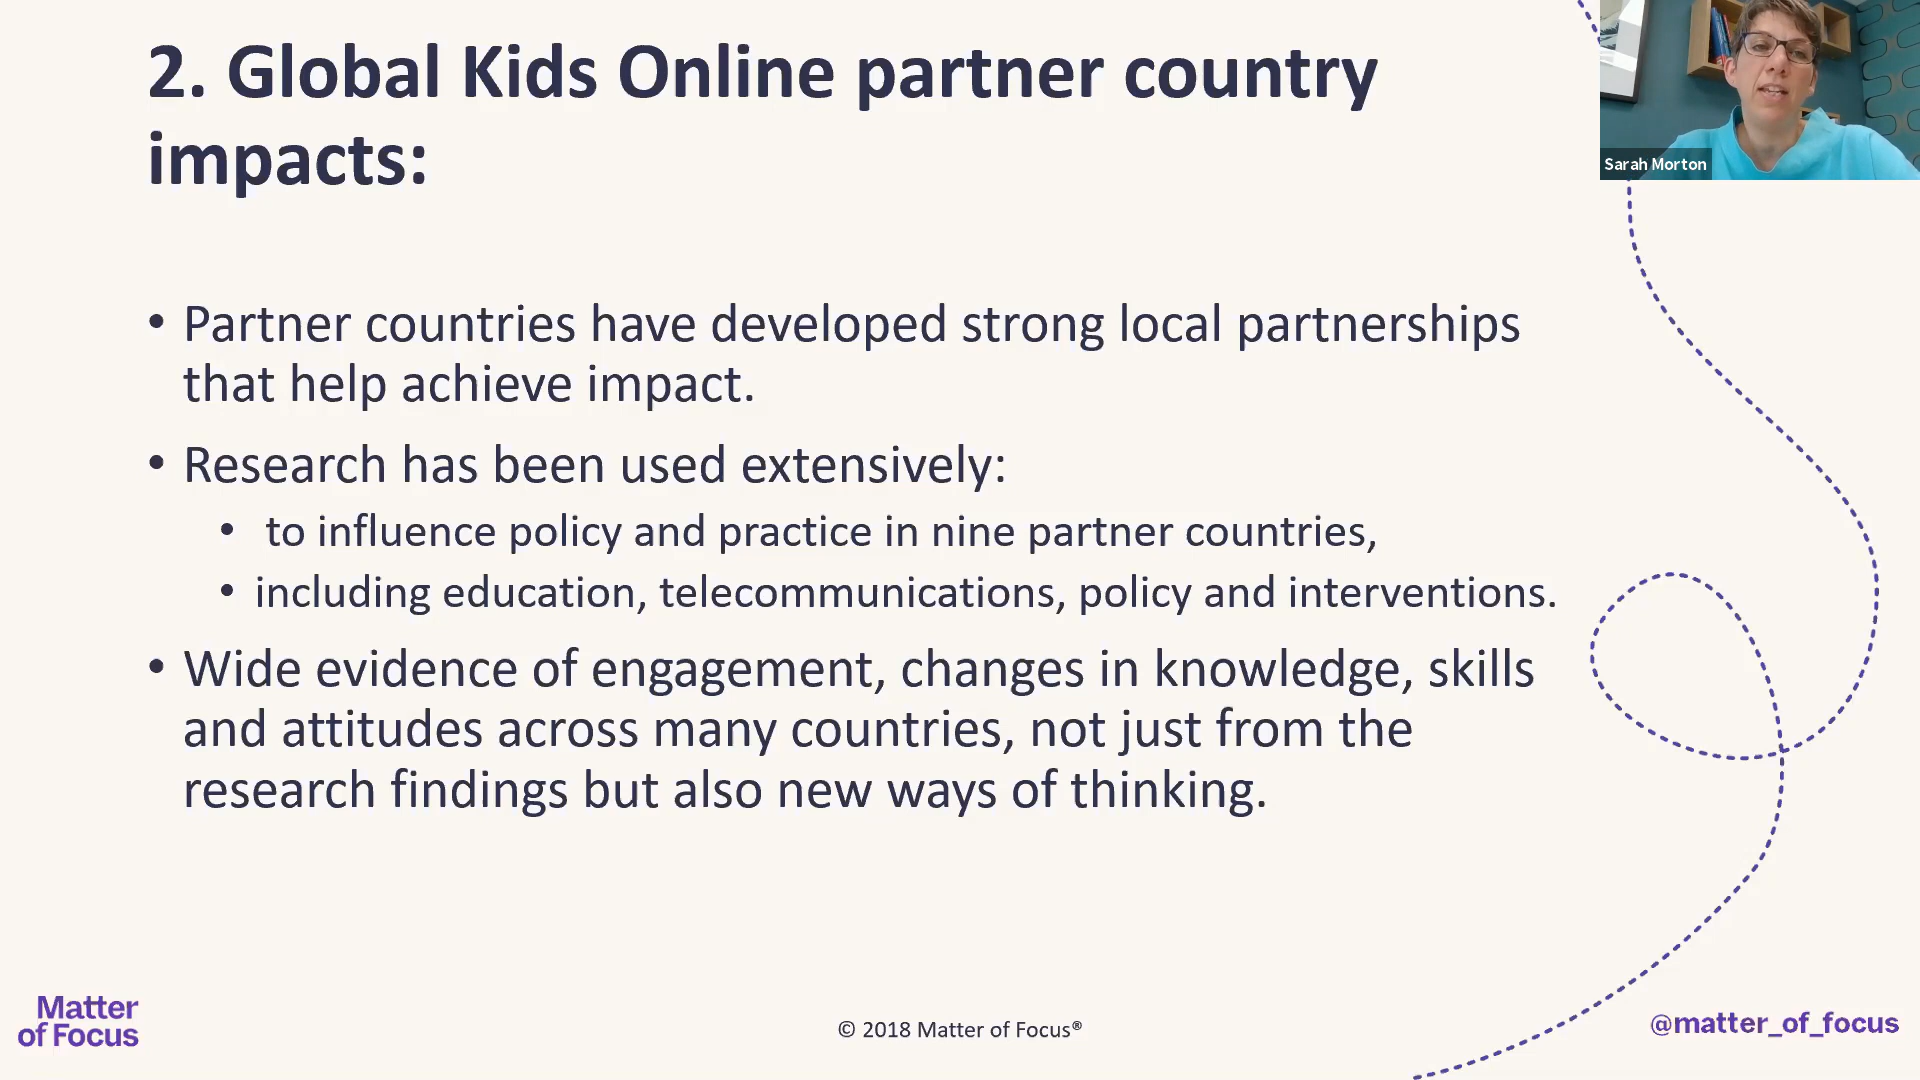 2. Global Kids Online partner country
impacts:
Sarah Morton
• Partner countries have developed strong local partnerships
that help achieve impact.
• Research has been used extensively:
• to influence policy and practice in nine partner countries,
• including education, telecommunications, policy and interventions.
• Wide evidence of engagement, changes in knowledge, skills
and attitudes across many countries, not just from the
research findings but also new ways of thinking.
Matter
of Focus
© 2018 Matter of Focus®
@matter_of_focus